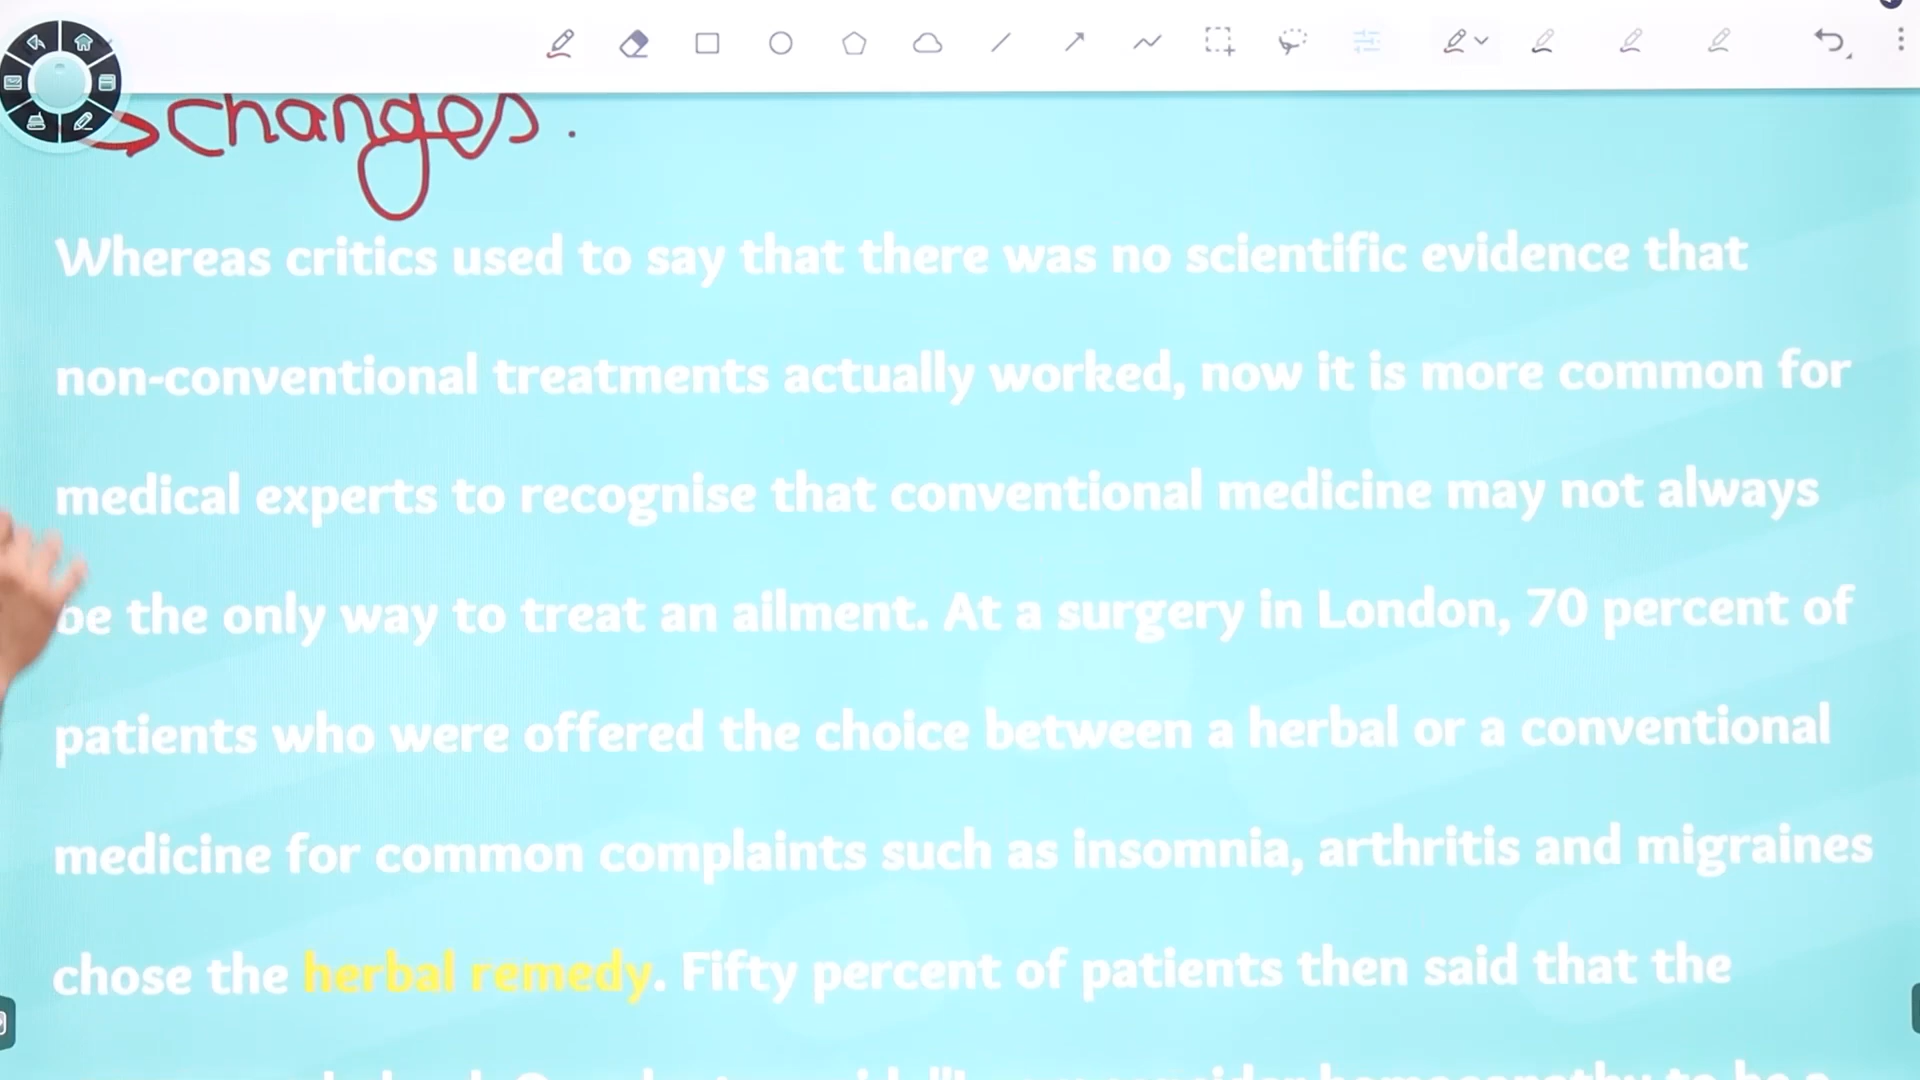 changes.
Whereas critics used to say that there was no scientific evidence that
non-conventional treatments actually worked, now it is more common for
medical experts to recognise that conventional medicine may not always
be the only way to treat an ailment. At a surgery in London, 70 percent of
patients who were offered the choice between a herbal or a conventional
medicine for common complaints such as insomnia, arthritis and migraines
chose the herbal remedy. Fifty percent of patients then said that the